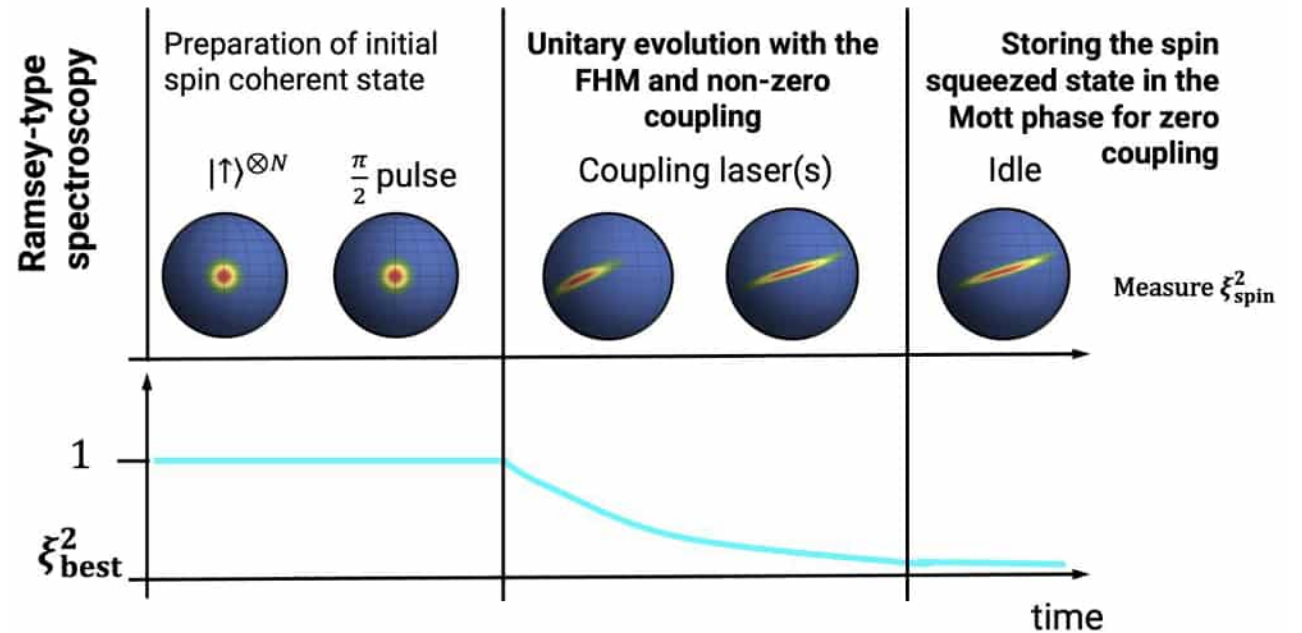 Ramsey-type
spectroscopy
Preparation of initial
spin coherent state
|↑⟩⊗N
π/2 pulse
Unitary evolution with the
FHM and non-zero
coupling
Coupling laser(s)
Storing the spin
squeezed state in the
Mott phase for zero
coupling
Idle
Measure ξ²spin
1
ξ²best
time